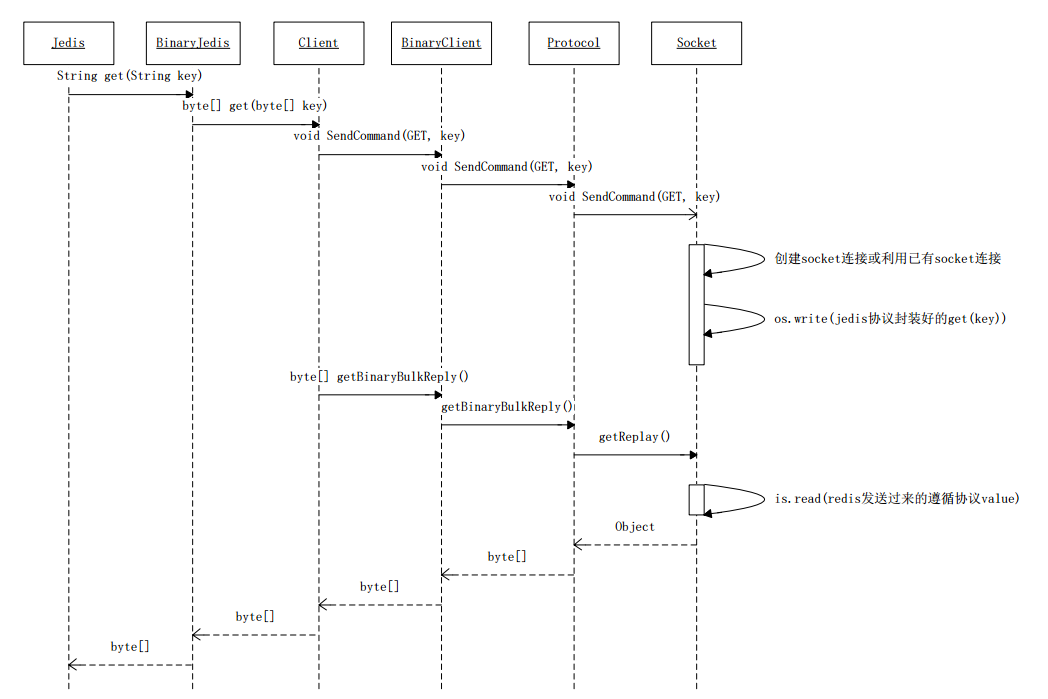 Jedis
BinaryJedis
Client
BinaryClient
Protocol
Socket
String get(String key)
byte[] get(byte[] key)
void SendCommand(GET, key)
void SendCommand(GET, key)
void SendCommand(GET, key)
创建socket连接或利用已有socket连接
os.write(jedis协议封装好的get(key))
byte[] getBinaryBulkReply()
getBinaryBulkReply()
getReplay()
is.read(redis发送过来的遵循协议value)
Object
byte[]
byte[]
byte[]
byte[]